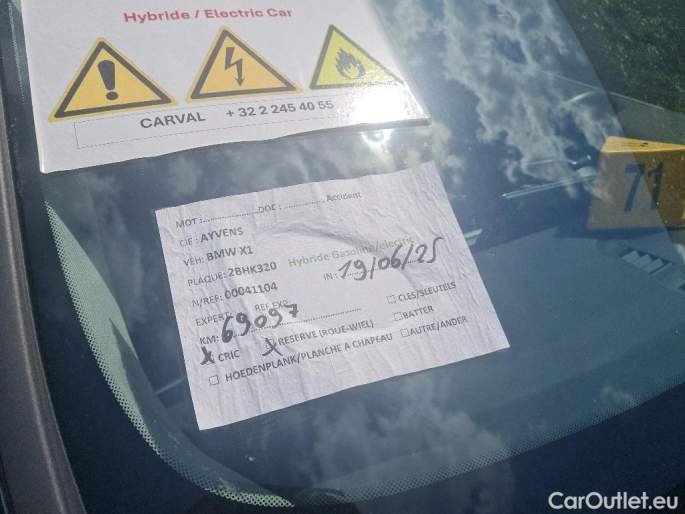 Hybride / Electric Car
CARVAL + 32 2 245 40 55
71
MOT :......................DOC : ................. Accident
CIE : AYVENS
VEH: BMW X1 Hybride Gasoline/electric
PLAQUE: 2BHK320 IN : 19/06/25
N/REF: 00041104
EXPERT: REF EXP:
KM: 69097 ☐ CLES/SLEUTELS
X CRIC X RESERVE (ROUE-WIEL) ☐ BATTER
☐ HOEDENPLANK/PLANCHE A CHAPEAU ☐ AUTRE/ANDER
CarOutlet.eu